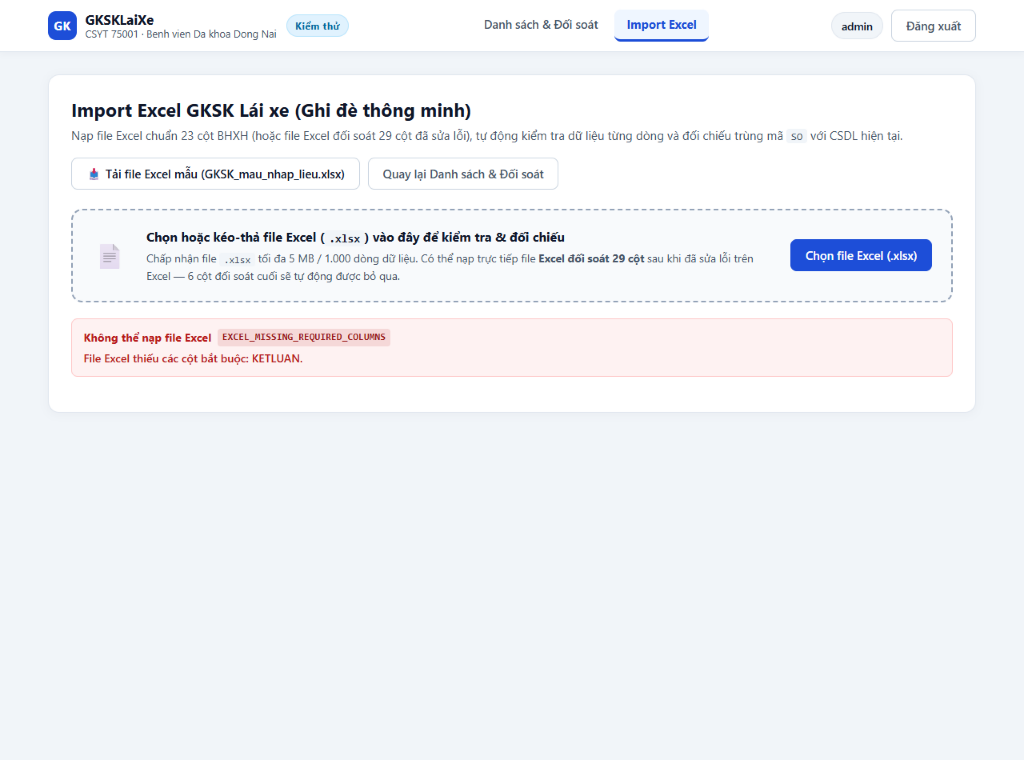 GK
GKSKLaiXe
CSYT 75001 · Benh vien Da khoa Dong Nai
Kiểm thử
Danh sách & Đối soát
Import Excel
admin
Đăng xuất
Import Excel GKSK Lái xe (Ghi đè thông minh)
Nạp file Excel chuẩn 23 cột BHXH (hoặc file Excel đối soát 29 cột đã sửa lỗi), tự động kiểm tra dữ liệu từng dòng và đối chiếu trùng mã so với CSDL hiện tại.
Tải file Excel mẫu (GKSK_mau_nhap_lieu.xlsx)
Quay lại Danh sách & Đối soát
Chọn hoặc kéo-thả file Excel ( .xlsx ) vào đây để kiểm tra & đối chiếu
Chấp nhận file .xlsx tối đa 5 MB / 1.000 dòng dữ liệu. Có thể nạp trực tiếp file Excel đối soát 29 cột sau khi đã sửa lỗi trên
Excel — 6 cột đối soát cuối sẽ tự động được bỏ qua.
Chọn file Excel (.xlsx)
Không thể nạp file Excel EXCEL_MISSING_REQUIRED_COLUMNS
File Excel thiếu các cột bắt buộc: KETLUAN.